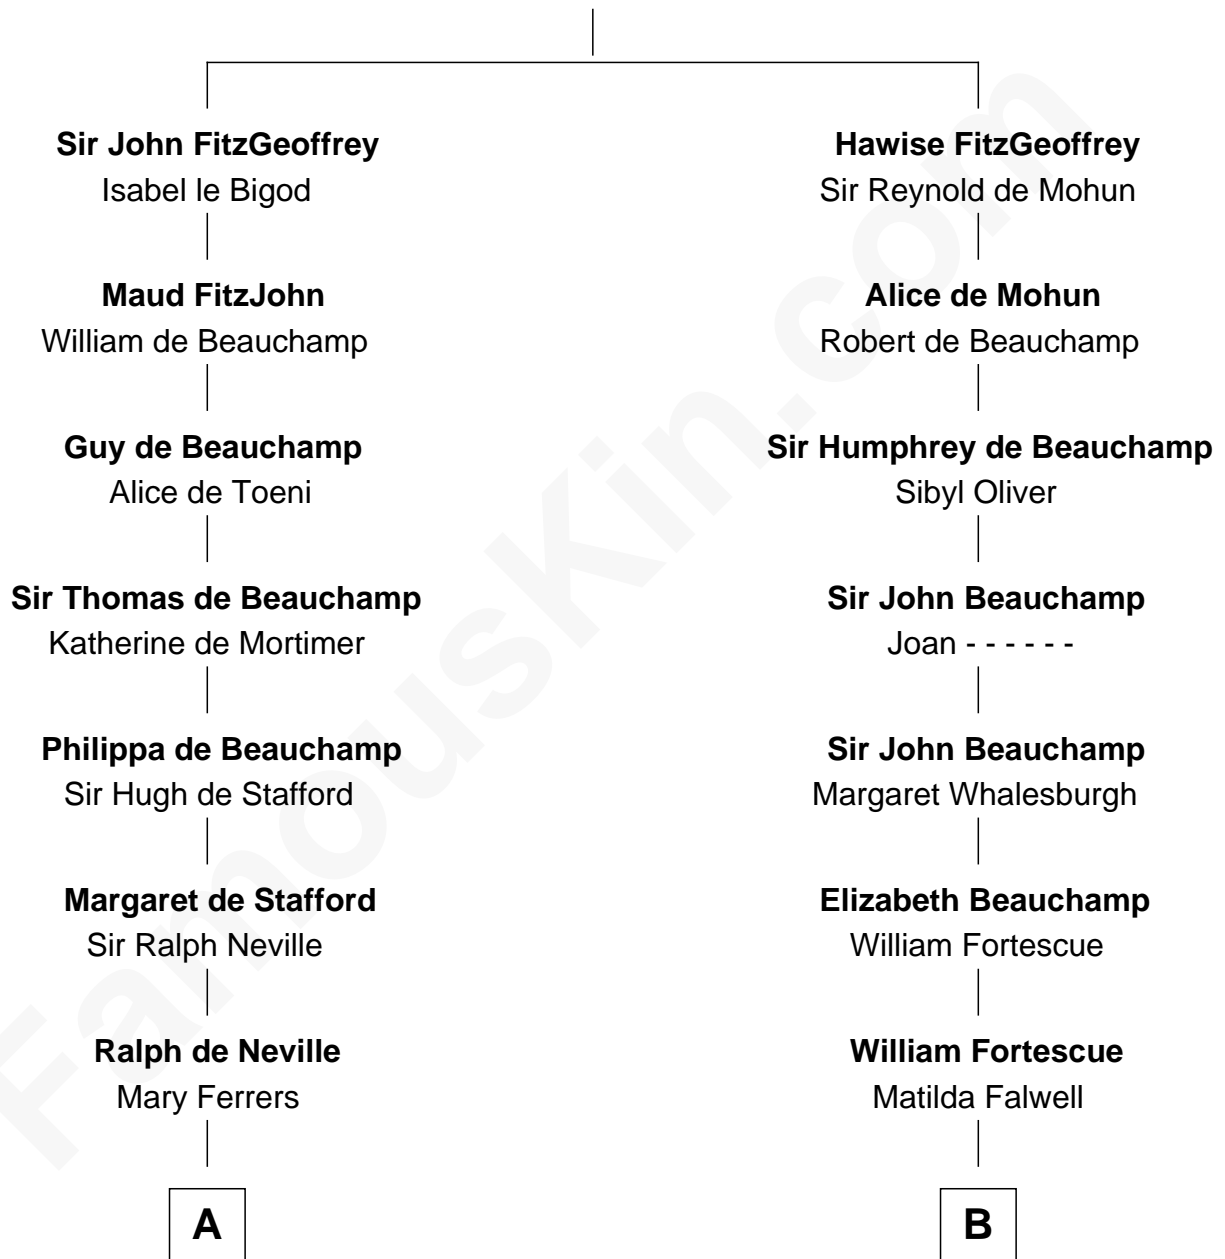 Sir John FitzGeoffrey
Isabel le Bigod
Maud FitzJohn
William de Beauchamp
Guy de Beauchamp
Alice de Toeni
Sir Thomas de Beauchamp
Katherine de Mortimer
Philippa de Beauchamp
Sir Hugh de Stafford
Margaret de Stafford
Sir Ralph Neville
Ralph de Neville
Mary Ferrers
A
Hawise FitzGeoffrey
Sir Reynold de Mohun
Alice de Mohun
Robert de Beauchamp
Sir Humphrey de Beauchamp
Sibyl Oliver
Sir John Beauchamp
Joan - - - - - -
Sir John Beauchamp
Margaret Whalesburgh
Elizabeth Beauchamp
William Fortescue
William Fortescue
Matilda Falwell
B
FamousKin.com